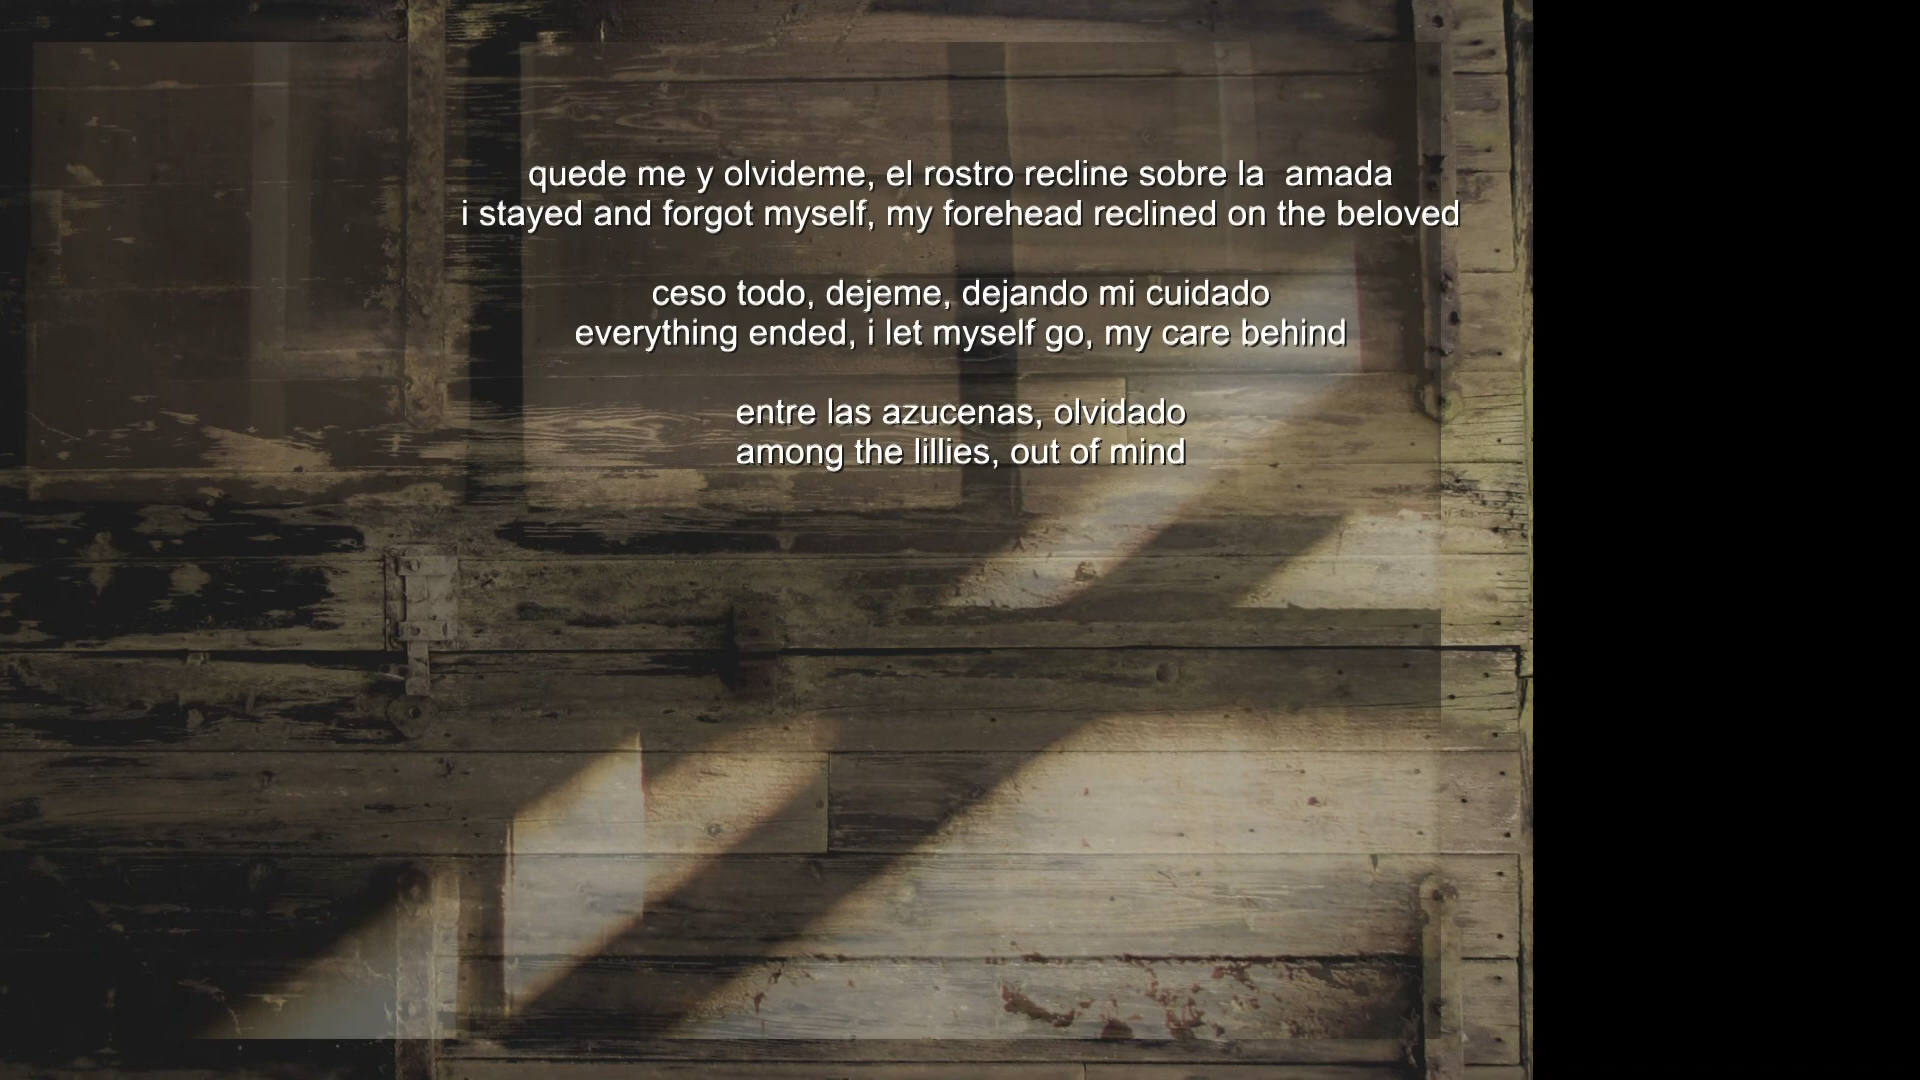 quede me y olvideme, el rostro recline sobre la  amada
i stayed and forgot myself, my forehead reclined on the beloved
ceso todo, dejeme, dejando mi cuidado
everything ended, i let myself go, my care behind
entre las azucenas, olvidado
among the lillies, out of mind